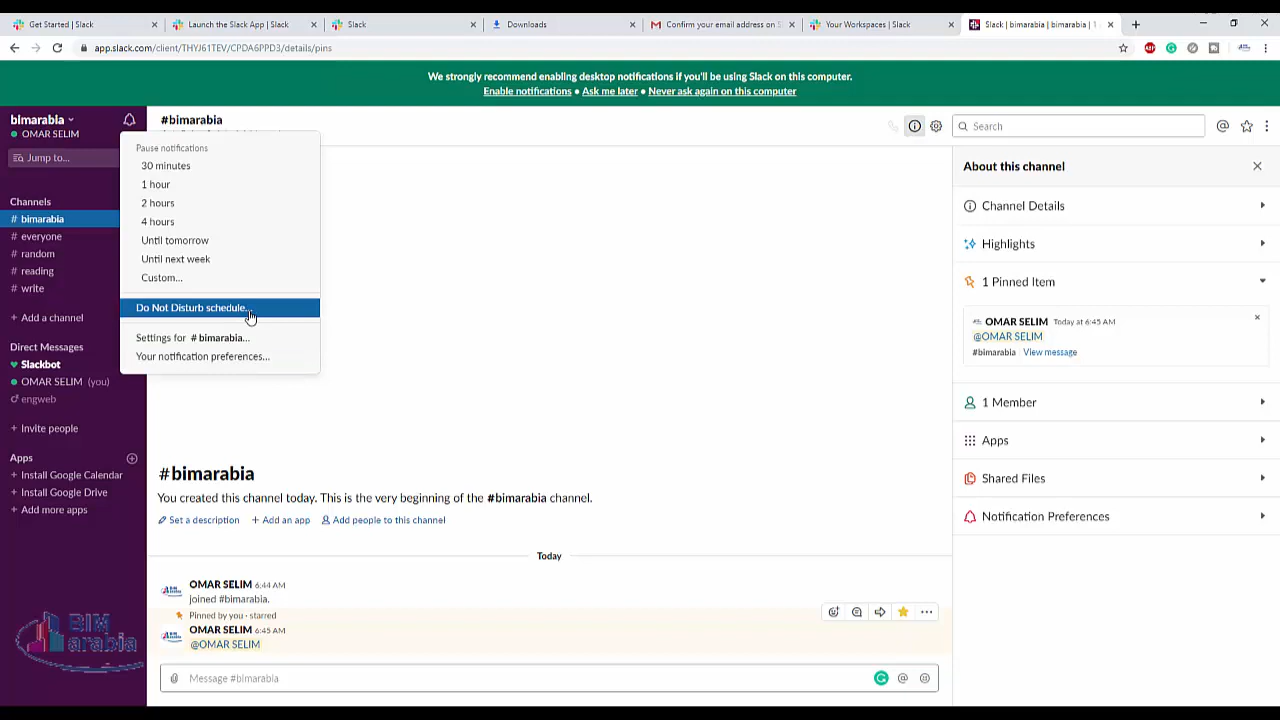 Get Started | Slack
Launch the Slack App | Slack
Slack
Downloads
Confirm your email address on S
Your Workspaces | Slack
Slack | bimarabia | bimarabia | 1
app.slack.com/client/THYJ61TEV/CPDA6PPD3/details/pins
We strongly recommend enabling desktop notifications if you'll be using Slack on this computer.
Enable notifications • Ask me later • Never ask again on this computer
bimarabia
OMAR SELIM
Jump to...
Channels
# bimarabia
# everyone
# random
# reading
# write
+ Add a channel
Direct Messages
Slackbot
OMAR SELIM (you)
engweb
+ Invite people
Apps
+ Install Google Calendar
+ Install Google Drive
+ Add more apps
BIM
arabia
Pause notifications
30 minutes
1 hour
2 hours
4 hours
Until tomorrow
Until next week
Custom...
Do Not Disturb schedule...
Settings for # bimarabia...
Your notification preferences...
#bimarabia
Search
#bimarabia
You created this channel today. This is the very beginning of the #bimarabia channel.
Set a description + Add an app Add people to this channel
Today
OMAR SELIM 6:44 AM
joined #bimarabia.
Pinned by you · starred
OMAR SELIM 6:45 AM
@OMAR SELIM
Message #bimarabia
About this channel
Channel Details
Highlights
1 Pinned Item
OMAR SELIM Today at 6:45 AM
@OMAR SELIM
#bimarabia View message
1 Member
Apps
Shared Files
Notification Preferences